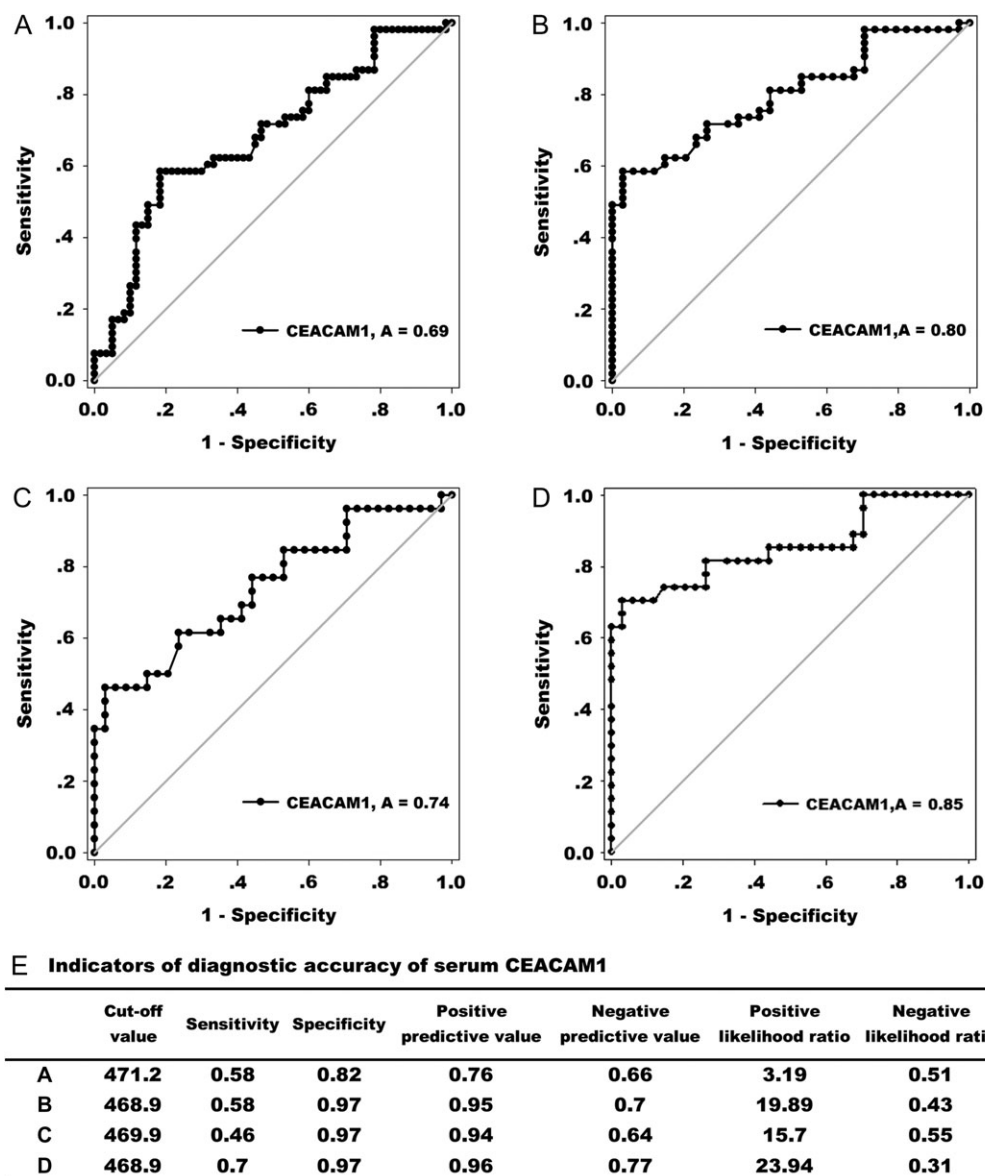 A
1.0
.8
.6
.4
.2
0.0
Sensitivity
CEACAM1, A = 0.69
0.0 .2 .4 .6 .8 1.0
1 - Specificity
B
1.0
.8
.6
.4
.2
0.0
Sensitivity
CEACAM1,A = 0.80
0.0 .2 .4 .6 .8 1.0
1 - Specificity
C
1.0
.8
.6
.4
.2
0.0
Sensitivity
CEACAM1, A = 0.74
0.0 .2 .4 .6 .8 1.0
1 - Specificity
D
1.0
.8
.6
.4
.2
0.0
Sensitivity
CEACAM1,A = 0.85
0.0 .2 .4 .6 .8 1.0
1 - Specificity
E Indicators of diagnostic accuracy of serum CEACAM1
Cut-off value Sensitivity Specificity Positive predictive value Negative predictive value Positive likelihood ratio Negative likelihood rati
A 471.2 0.58 0.82 0.76 0.66 3.19 0.51
B 468.9 0.58 0.97 0.95 0.7 19.89 0.43
C 469.9 0.46 0.97 0.94 0.64 15.7 0.55
D 468.9 0.7 0.97 0.96 0.77 23.94 0.31